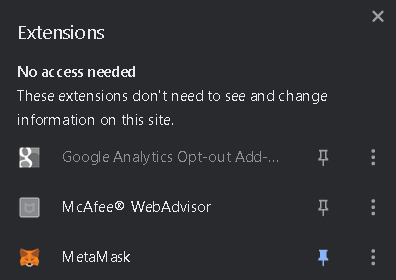 Extensions
No access needed
These extensions don't need to see and change
information on this site.
Google Analytics Opt-out Add-...
McAfee® WebAdvisor
MetaMask